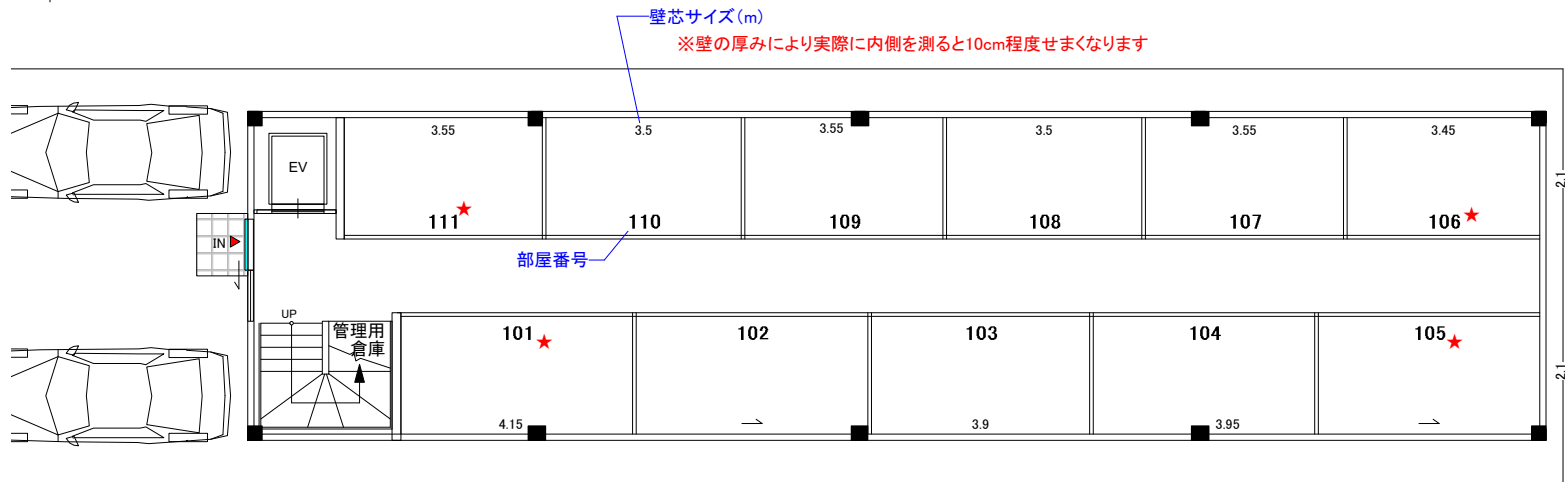 壁芯サイズ（m）
※壁の厚みにより実際に内側を測ると10cm程度せまくなります
3.55
3.5
3.55
3.5
3.55
3.45
EV
2.1
111★
110
109
108
107
106★
IN
部屋番号
UP
管理用
倉庫
101★
102
103
104
105★
2.1
4.15
3.9
3.95